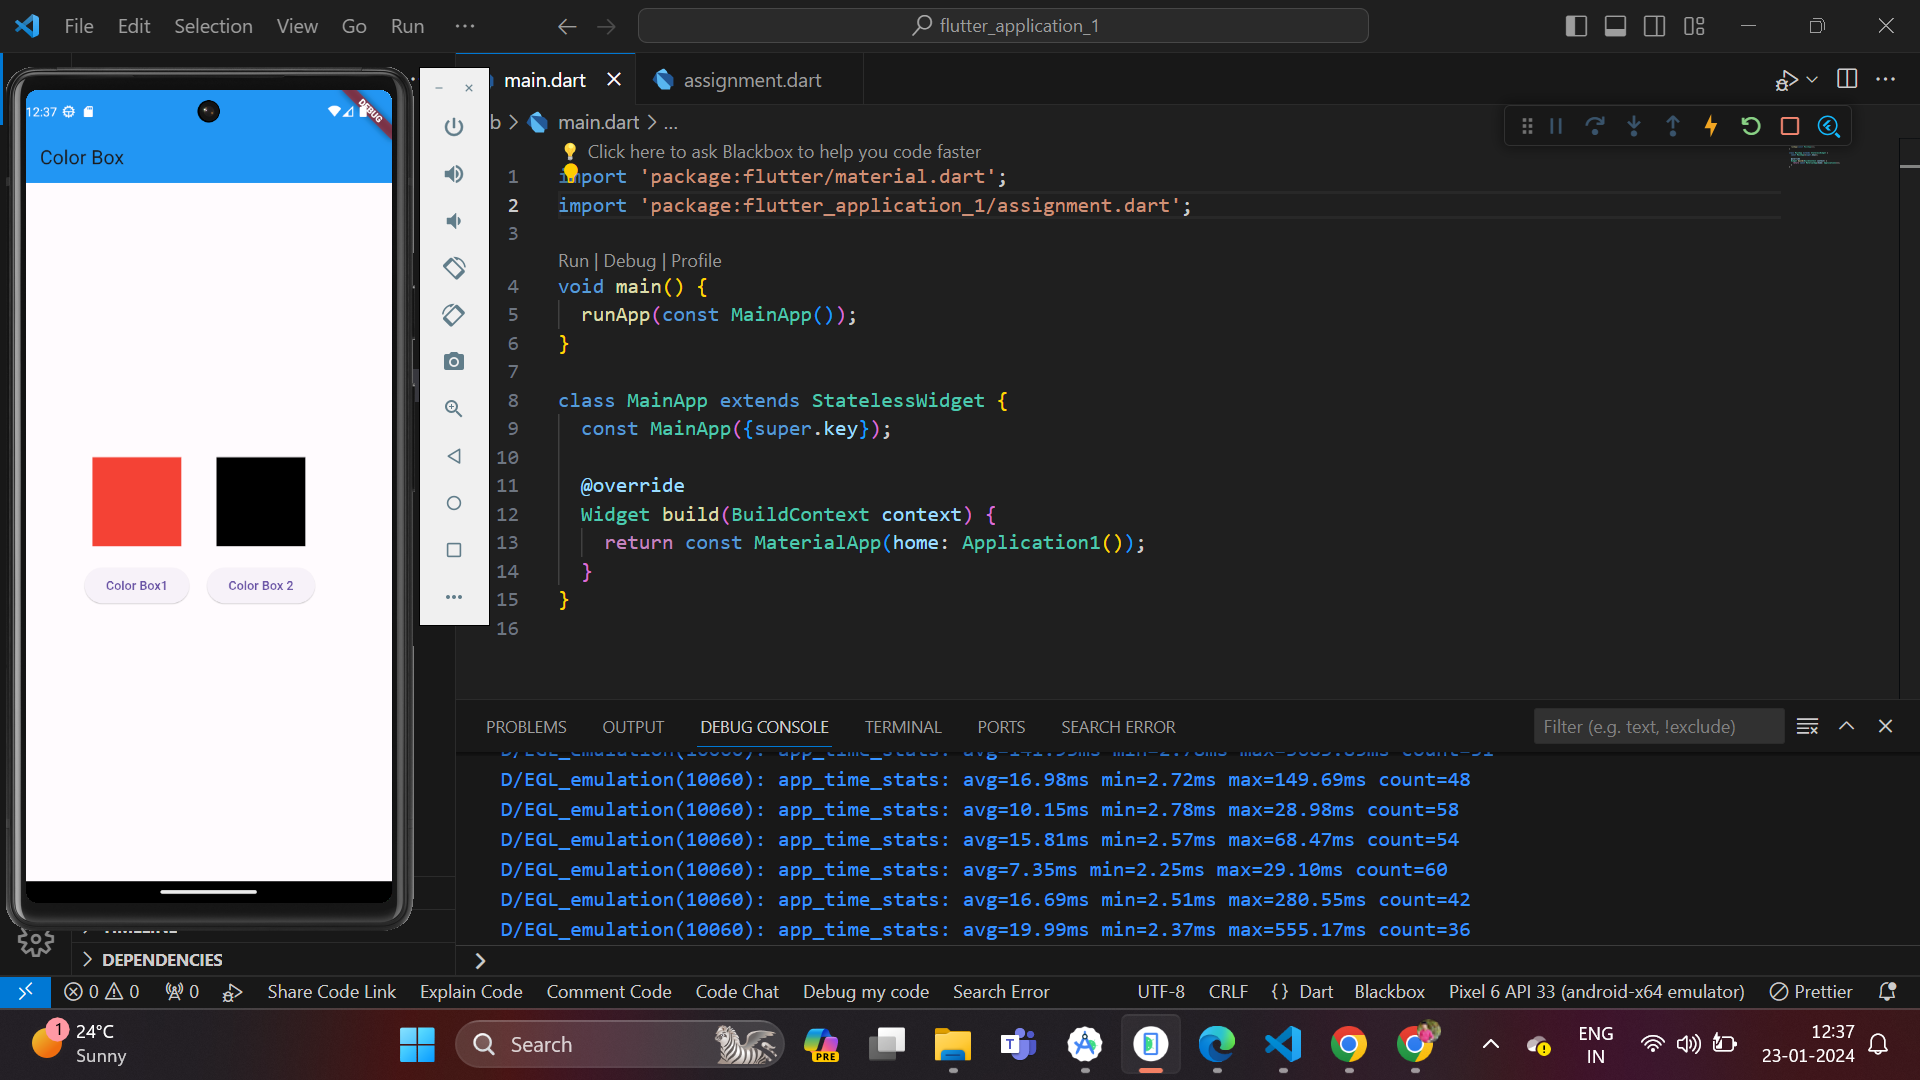 File Edit Selection View Go Run ...
flutter_application_1
main.dart
assignment.dart
12:37
DEBUG
Color Box
Color Box1
Color Box 2
b > main.dart > ...
Click here to ask Blackbox to help you code faster
1 import 'package:flutter/material.dart';
2 import 'package:flutter_application_1/assignment.dart';
3
Run | Debug | Profile
4 void main() {
5 runApp(const MainApp());
6 }
7
8 class MainApp extends StatelessWidget {
9 const MainApp({super.key});
10
11 @override
12 Widget build(BuildContext context) {
13 return const MaterialApp(home: Application1());
14 }
15 }
16
PROBLEMS OUTPUT DEBUG CONSOLE TERMINAL PORTS SEARCH ERROR
Filter (e.g. text, !exclude)
D/EGL_emulation(10060): app_time_stats: avg=16.98ms min=2.72ms max=149.69ms count=48
D/EGL_emulation(10060): app_time_stats: avg=10.15ms min=2.78ms max=28.98ms count=58
D/EGL_emulation(10060): app_time_stats: avg=15.81ms min=2.57ms max=68.47ms count=54
D/EGL_emulation(10060): app_time_stats: avg=7.35ms min=2.25ms max=29.10ms count=60
D/EGL_emulation(10060): app_time_stats: avg=16.69ms min=2.51ms max=280.55ms count=42
D/EGL_emulation(10060): app_time_stats: avg=19.99ms min=2.37ms max=555.17ms count=36
TIMELINE
DEPENDENCIES
0 0 0 Share Code Link Explain Code Comment Code Code Chat Debug my code Search Error UTF-8 CRLF {} Dart Blackbox Pixel 6 API 33 (android-x64 emulator) Prettier
1
24°C
Sunny
Search
PRE
ENG
IN
12:37
23-01-2024